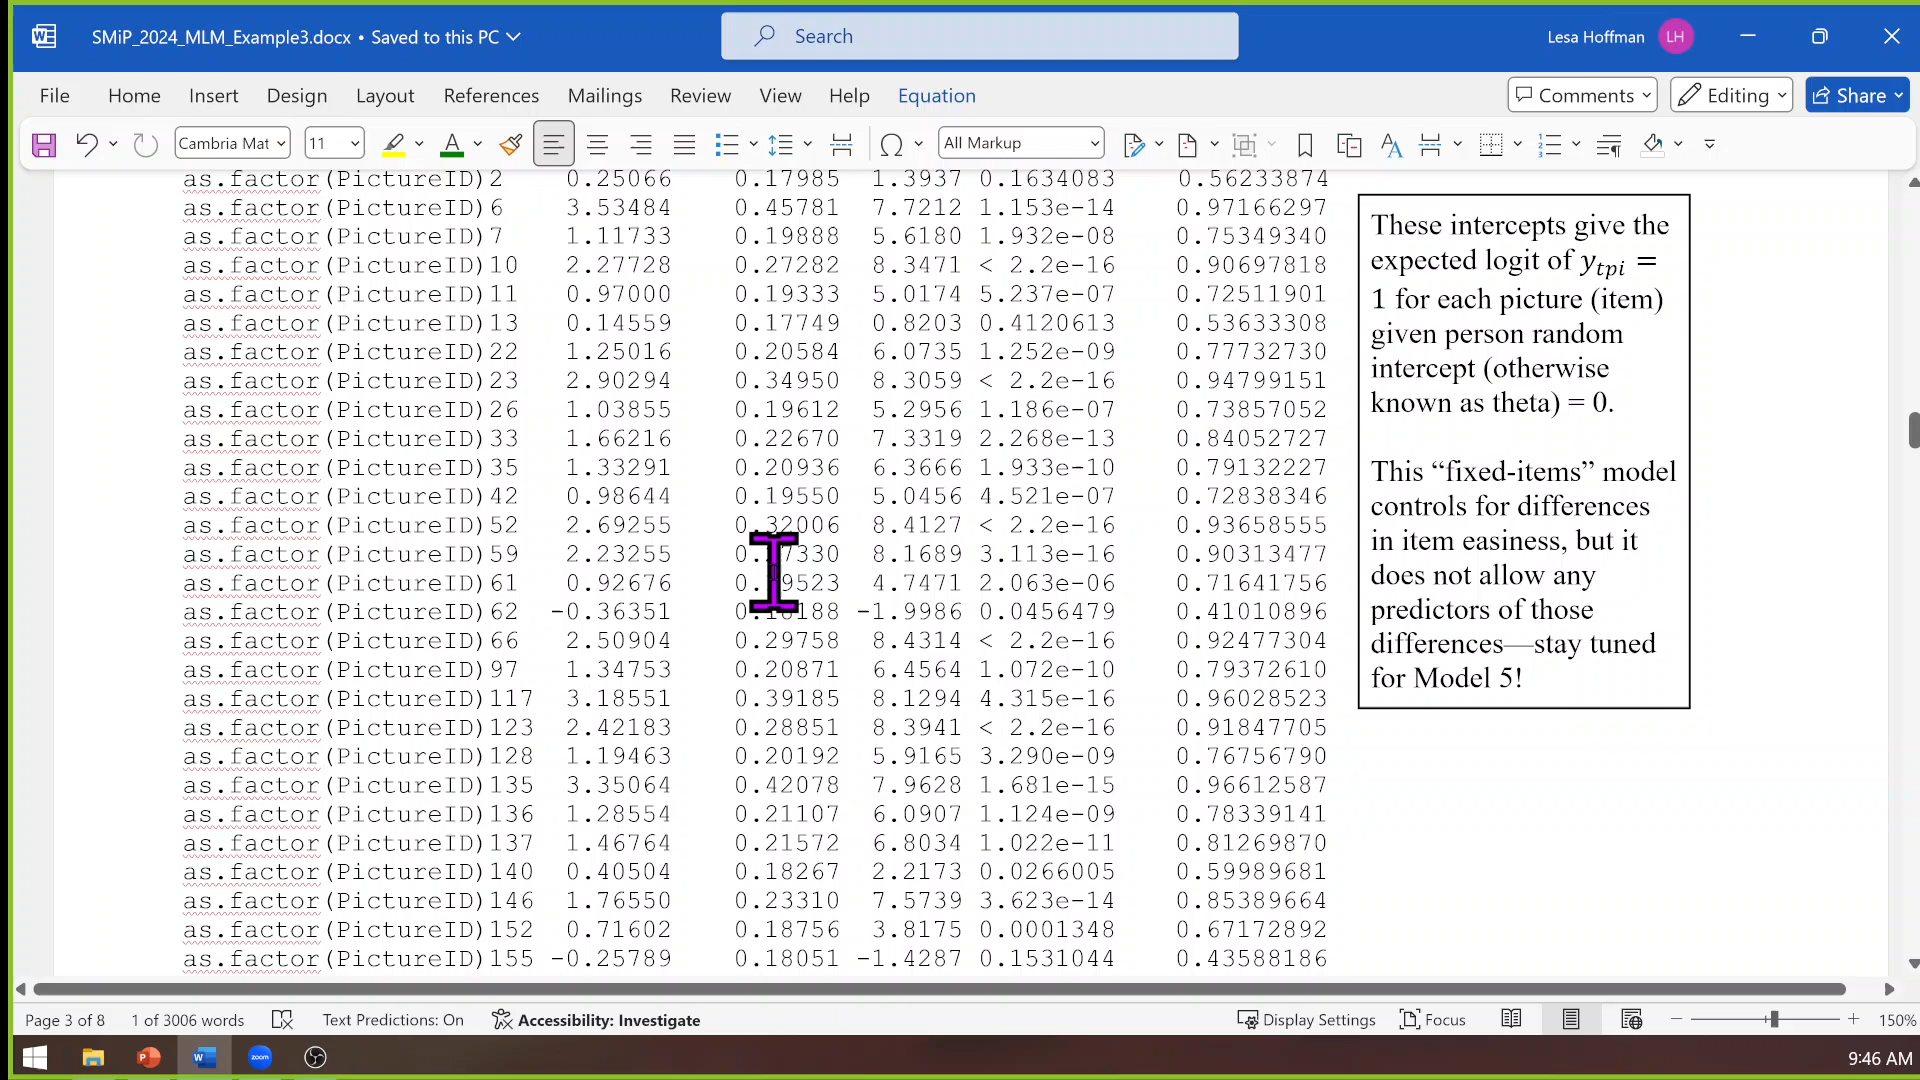 SMiP_2024_MLM_Example3.docx • Saved to this PC
Search
Lesa Hoffman
LH
File Home Insert Design Layout References Mailings Review View Help Equation
Comments Editing Share
Cambria Mat 11 All Markup
as.factor(PictureID)2 0.25066 0.17985 1.3937 0.1634083 0.56233874
as.factor(PictureID)6 3.53484 0.45781 7.7212 1.153e-14 0.97166297
as.factor(PictureID)7 1.11733 0.19888 5.6180 1.932e-08 0.75349340
as.factor(PictureID)10 2.27728 0.27282 8.3471 < 2.2e-16 0.90697818
as.factor(PictureID)11 0.97000 0.19333 5.0174 5.237e-07 0.72511901
as.factor(PictureID)13 0.14559 0.17749 0.8203 0.4120613 0.53633308
as.factor(PictureID)22 1.25016 0.20584 6.0735 1.252e-09 0.77732730
as.factor(PictureID)23 2.90294 0.34950 8.3059 < 2.2e-16 0.94799151
as.factor(PictureID)26 1.03855 0.19612 5.2956 1.186e-07 0.73857052
as.factor(PictureID)33 1.66216 0.22670 7.3319 2.268e-13 0.84052727
as.factor(PictureID)35 1.33291 0.20936 6.3666 1.933e-10 0.79132227
as.factor(PictureID)42 0.98644 0.19550 5.0456 4.521e-07 0.72838346
as.factor(PictureID)52 2.69255 0.32006 8.4127 < 2.2e-16 0.93658555
as.factor(PictureID)59 2.23255 8.1689 3.113e-16 0.90313477
as.factor(PictureID)61 0.92676 4.7471 2.063e-06 0.71641756
as.factor(PictureID)62 -0.36351 -1.9986 0.0456479 0.41010896
as.factor(PictureID)66 2.50904 0.29758 8.4314 < 2.2e-16 0.92477304
as.factor(PictureID)97 1.34753 0.20871 6.4564 1.072e-10 0.79372610
as.factor(PictureID)117 3.18551 0.39185 8.1294 4.315e-16 0.96028523
as.factor(PictureID)123 2.42183 0.28851 8.3941 < 2.2e-16 0.91847705
as.factor(PictureID)128 1.19463 0.20192 5.9165 3.290e-09 0.76756790
as.factor(PictureID)135 3.35064 0.42078 7.9628 1.681e-15 0.96612587
as.factor(PictureID)136 1.28554 0.21107 6.0907 1.124e-09 0.78339141
as.factor(PictureID)137 1.46764 0.21572 6.8034 1.022e-11 0.81269870
as.factor(PictureID)140 0.40504 0.18267 2.2173 0.0266005 0.59989681
as.factor(PictureID)146 1.76550 0.23310 7.5739 3.623e-14 0.85389664
as.factor(PictureID)152 0.71602 0.18756 3.8175 0.0001348 0.67172892
as.factor(PictureID)155 -0.25789 0.18051 -1.4287 0.1531044 0.43588186
These intercepts give the
expected logit of y_tpi =
1 for each picture (item)
given person random
intercept (otherwise
known as theta) = 0.
This “fixed-items” model
controls for differences
in item easiness, but it
does not allow any
predictors of those
differences—stay tuned
for Model 5!
Page 3 of 8 1 of 3006 words Text Predictions: On Accessibility: Investigate Display Settings Focus 150%
zoom
9:46 AM